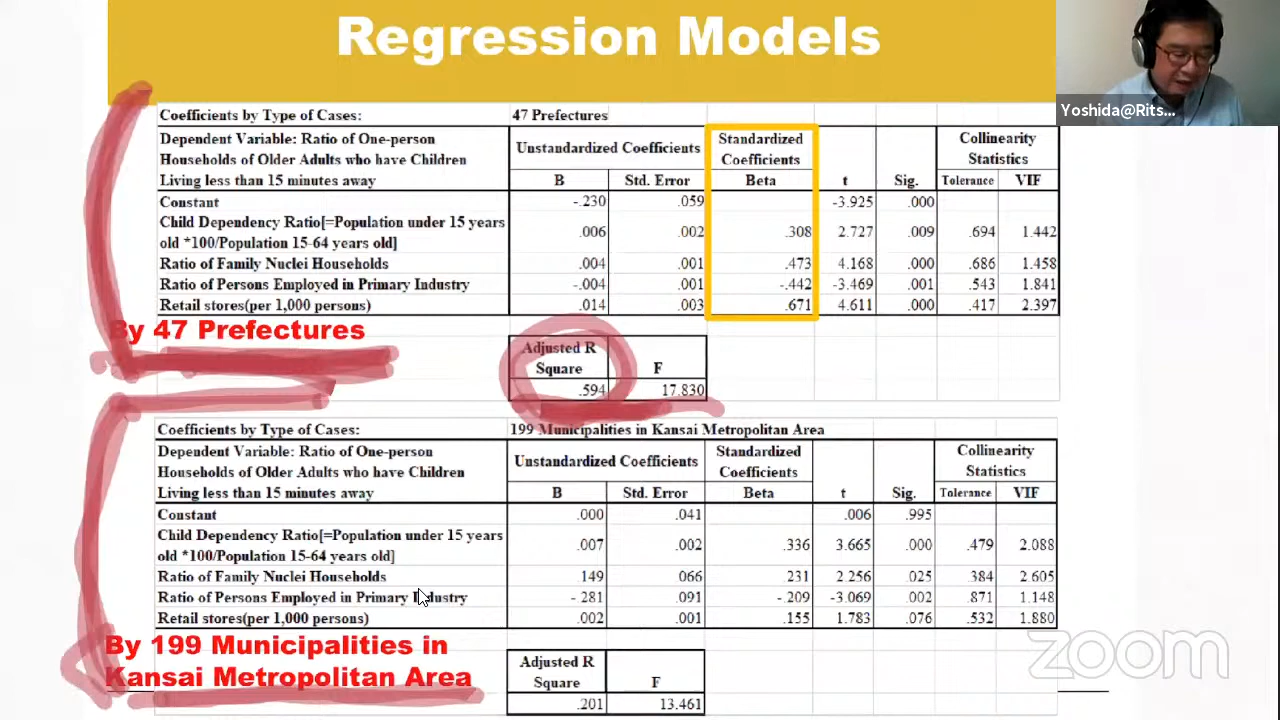 Regression Models
Yoshida@Rits...
Coefficients by Type of Cases: 47 Prefectures
Dependent Variable: Ratio of One-person
Households of Older Adults who have Children
Living less than 15 minutes away
Unstandardized Coefficients
Standardized
Coefficients
Collinearity
Statistics
B Std. Error Beta t Sig. Tolerance VIF
Constant -.230 .059 -3.925 .000
Child Dependency Ratio[=Population under 15 years
old *100/Population 15-64 years old] .006 .002 .308 2.727 .009 .694 1.442
Ratio of Family Nuclei Households .004 .001 .473 4.168 .000 .686 1.458
Ratio of Persons Employed in Primary Industry -.004 .001 -.442 -3.469 .001 .543 1.841
Retail stores(per 1,000 persons) .014 .003 .671 4.611 .000 .417 2.397
By 47 Prefectures
Adjusted R
Square F
.594 17.830
Coefficients by Type of Cases: 199 Municipalities in Kansai Metropolitan Area
Dependent Variable: Ratio of One-person
Households of Older Adults who have Children
Living less than 15 minutes away
Unstandardized Coefficients
Standardized
Coefficients
Collinearity
Statistics
B Std. Error Beta t Sig. Tolerance VIF
Constant .000 .041 .006 .995
Child Dependency Ratio[=Population under 15 years
old *100/Population 15-64 years old] .007 .002 .336 3.665 .000 .479 2.088
Ratio of Family Nuclei Households 149 066 231 2 256 .025 .384 2.605
Ratio of Persons Employed in Primary Industry - 281 .091 - 209 -3.069 .002 871 1.148
Retail stores(per 1,000 persons) .002 .001 .155 1.783 .076 .532 1.880
By 199 Municipalities in
Kansai Metropolitan Area
Adjusted R
Square F
.201 13.461
zoom